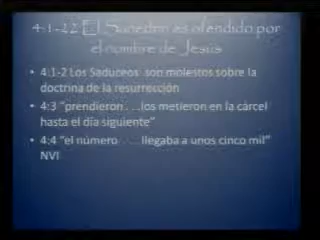 4:1-22 El Sanedrin es ofendido por
el nombre de Jesús
• 4:1-2 Los Saduceos son molestos sobre la
doctrina de la resurrección
• 4:3 "prendieron . . .los metieron en la cárcel
hasta el día siguiente"
• 4:4 "el número . . . llegaba a unos cinco mil"
NVI